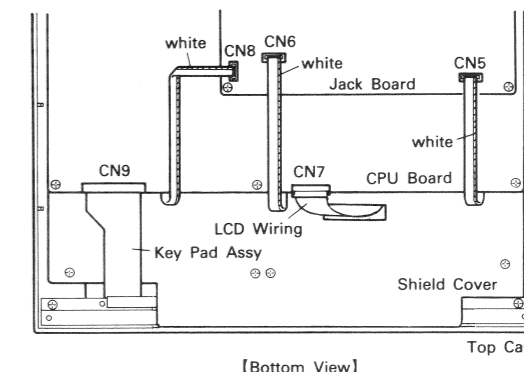 white
CN8
CN6
white
CN5
Jack Board
white
CN9
CN7
CPU Board
LCD Wiring
Key Pad Assy
Shield Cover
Top Ca
【Bottom View】